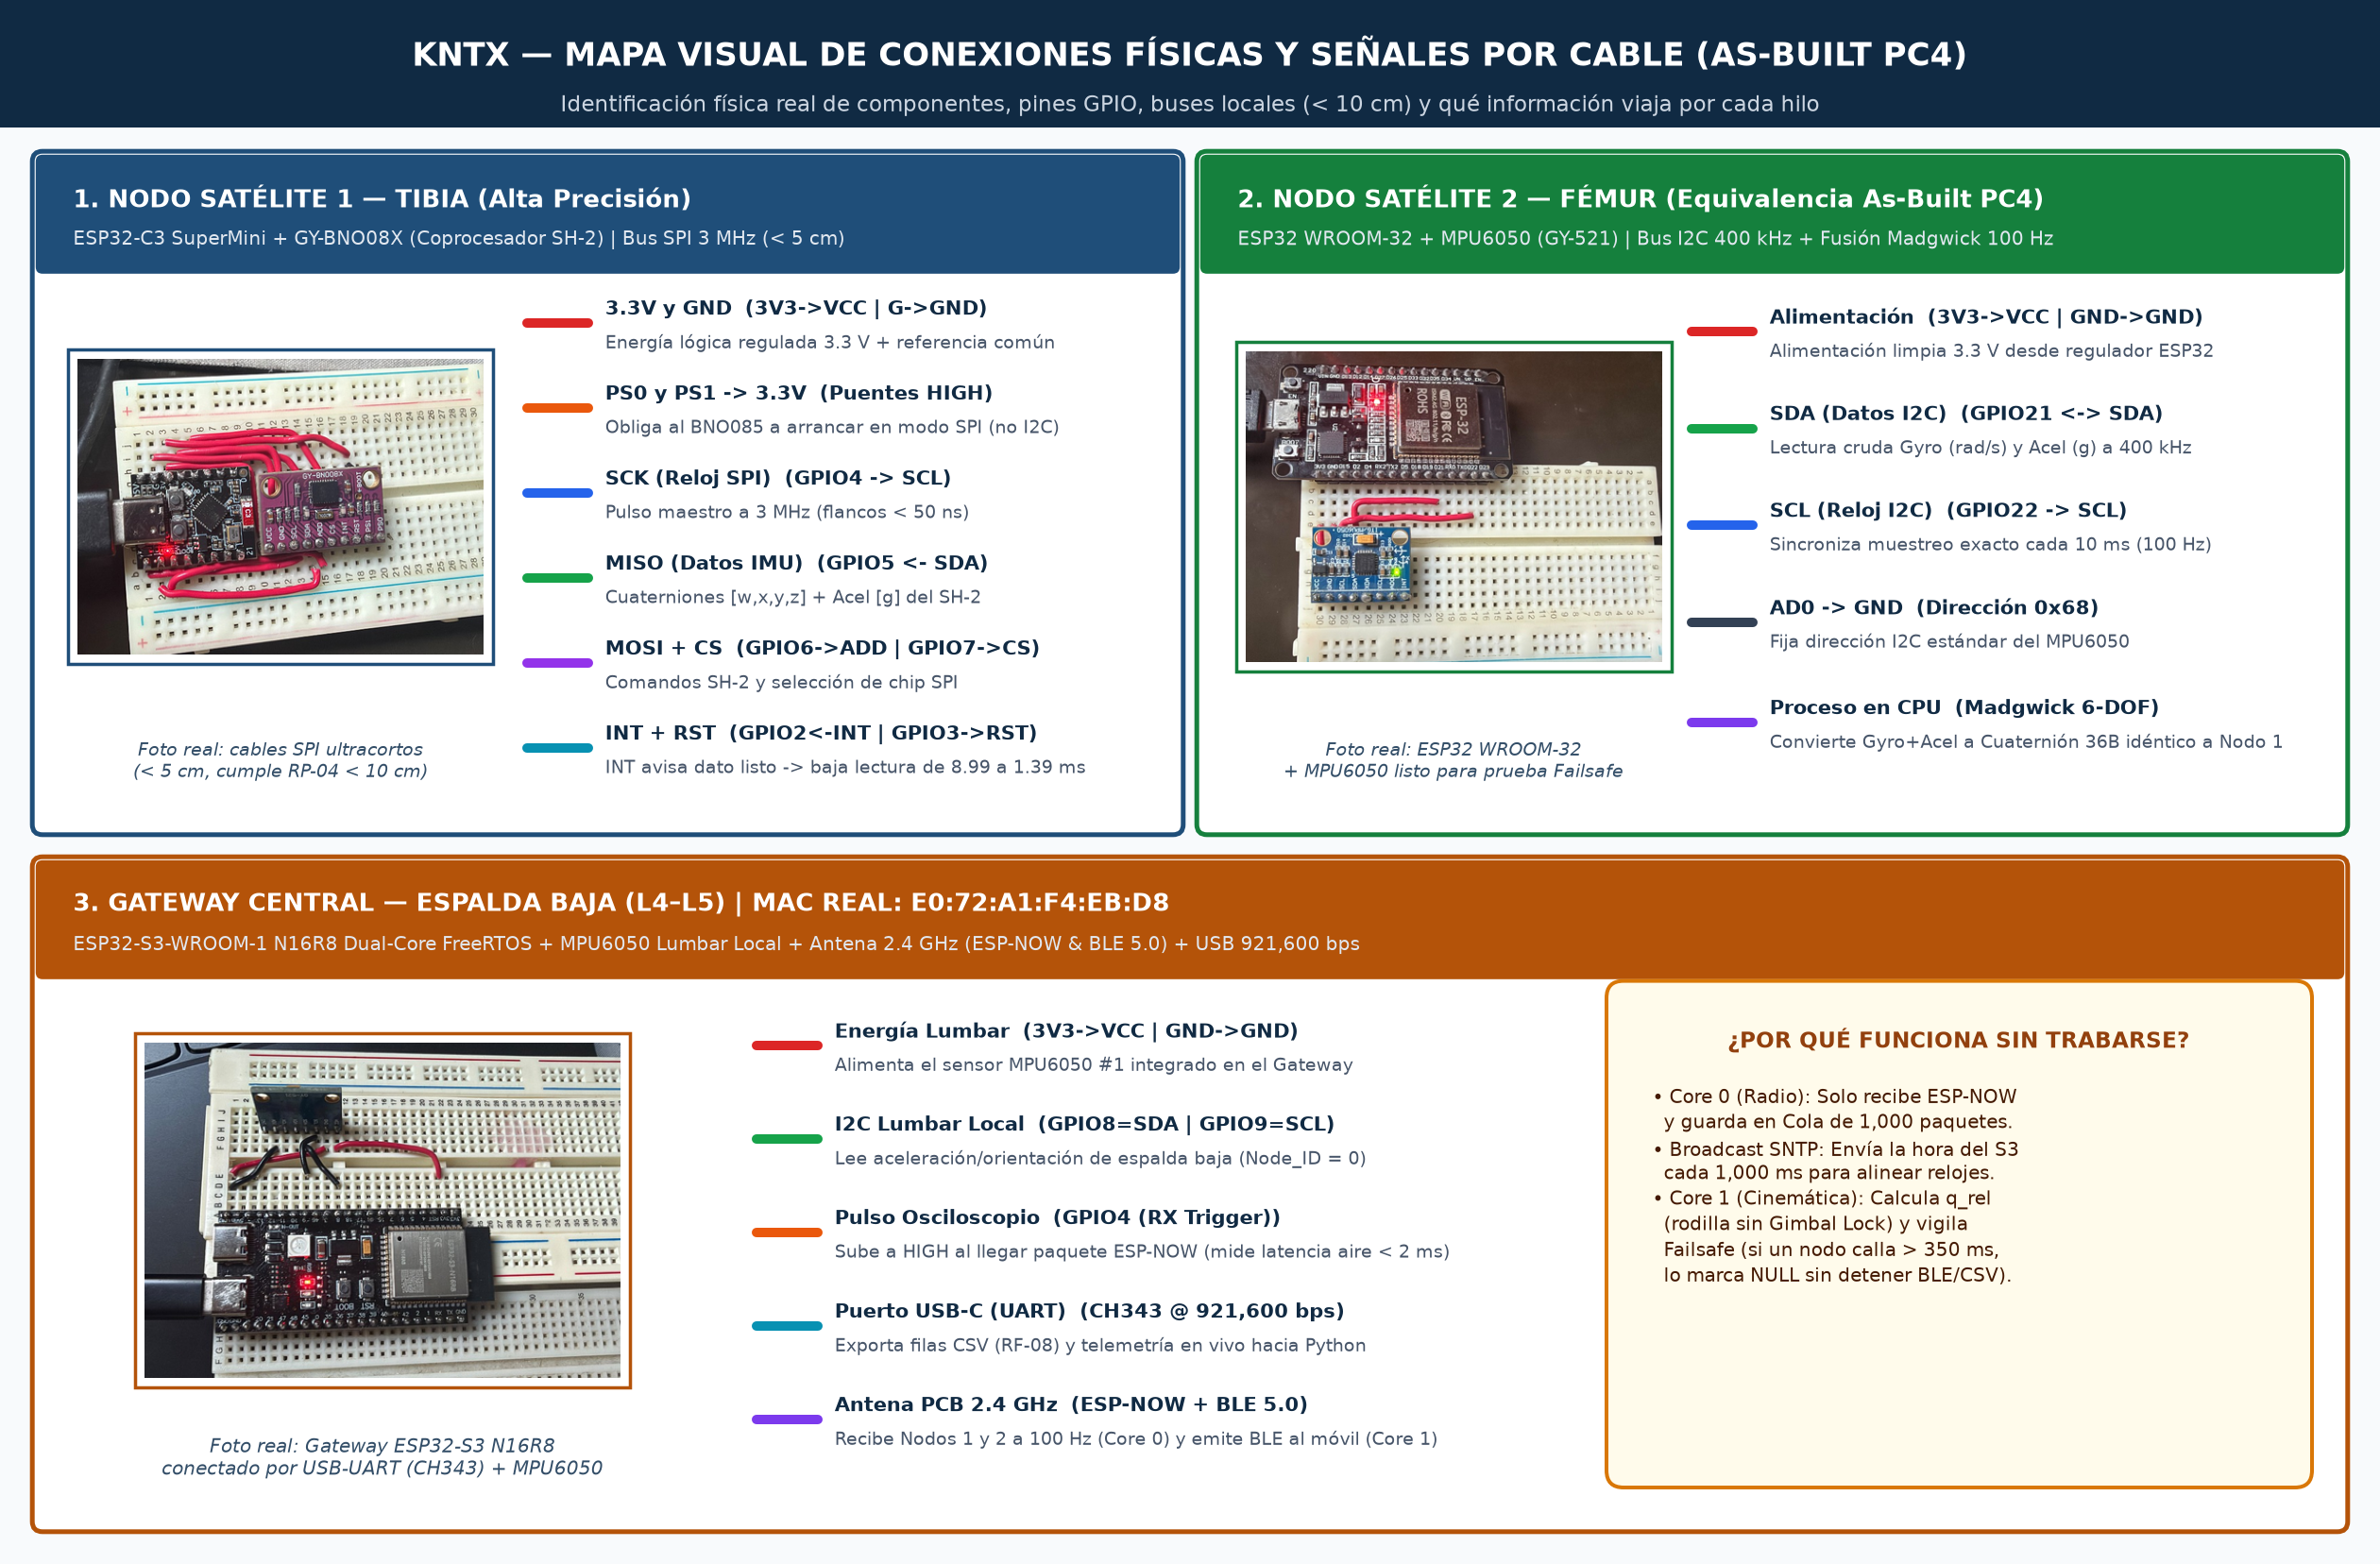 KNTX — MAPA VISUAL DE CONEXIONES FÍSICAS Y SEÑALES POR CABLE (AS-BUILT PC4)
Identificación física real de componentes, pines GPIO, buses locales (< 10 cm) y qué información viaja por cada hilo
1. NODO SATÉLITE 1 — TIBIA (Alta Precisión)
ESP32-C3 SuperMini + GY-BNO08X (Coprocesador SH-2) | Bus SPI 3 MHz (< 5 cm)
3.3V y GND (3V3->VCC | G->GND)
Energía lógica regulada 3.3 V + referencia común
PS0 y PS1 -> 3.3V (Puentes HIGH)
Obliga al BNO085 a arrancar en modo SPI (no I2C)
SCK (Reloj SPI) (GPIO4 -> SCL)
Pulso maestro a 3 MHz (flancos < 50 ns)
MISO (Datos IMU) (GPIO5 <- SDA)
Cuaterniones [w,x,y,z] + Acel [g] del SH-2
MOSI + CS (GPIO6->ADD | GPIO7->CS)
Comandos SH-2 y selección de chip SPI
INT + RST (GPIO2<-INT | GPIO3->RST)
INT avisa dato listo -> baja lectura de 8.99 a 1.39 ms
GY-BNO08X
Foto real: cables SPI ultracortos
(< 5 cm, cumple RP-04 < 10 cm)
2. NODO SATÉLITE 2 — FÉMUR (Equivalencia As-Built PC4)
ESP32 WROOM-32 + MPU6050 (GY-521) | Bus I2C 400 kHz + Fusión Madgwick 100 Hz
Alimentación (3V3->VCC | GND->GND)
Alimentación limpia 3.3 V desde regulador ESP32
SDA (Datos I2C) (GPIO21 <-> SDA)
Lectura cruda Gyro (rad/s) y Acel (g) a 400 kHz
SCL (Reloj I2C) (GPIO22 -> SCL)
Sincroniza muestreo exacto cada 10 ms (100 Hz)
AD0 -> GND (Dirección 0x68)
Fija dirección I2C estándar del MPU6050
Proceso en CPU (Madgwick 6-DOF)
Convierte Gyro+Acel a Cuaternión 36B idéntico a Nodo 1
ESP-32
Foto real: ESP32 WROOM-32
+ MPU6050 listo para prueba Failsafe
3. GATEWAY CENTRAL — ESPALDA BAJA (L4–L5) | MAC REAL: E0:72:A1:F4:EB:D8
ESP32-S3-WROOM-1 N16R8 Dual-Core FreeRTOS + MPU6050 Lumbar Local + Antena 2.4 GHz (ESP-NOW & BLE 5.0) + USB 921,600 bps
BOOT RST
Foto real: Gateway ESP32-S3 N16R8
conectado por USB-UART (CH343) + MPU6050
Energía Lumbar (3V3->VCC | GND->GND)
Alimenta el sensor MPU6050 #1 integrado en el Gateway
I2C Lumbar Local (GPIO8=SDA | GPIO9=SCL)
Lee aceleración/orientación de espalda baja (Node_ID = 0)
Pulso Osciloscopio (GPIO4 (RX Trigger))
Sube a HIGH al llegar paquete ESP-NOW (mide latencia aire < 2 ms)
Puerto USB-C (UART) (CH343 @ 921,600 bps)
Exporta filas CSV (RF-08) y telemetría en vivo hacia Python
Antena PCB 2.4 GHz (ESP-NOW + BLE 5.0)
Recibe Nodos 1 y 2 a 100 Hz (Core 0) y emite BLE al móvil (Core 1)
¿POR QUÉ FUNCIONA SIN TRABARSE?
• Core 0 (Radio): Solo recibe ESP-NOW
y guarda en Cola de 1,000 paquetes.
• Broadcast SNTP: Envía la hora del S3
cada 1,000 ms para alinear relojes.
• Core 1 (Cinemática): Calcula q_rel
(rodilla sin Gimbal Lock) y vigila
Failsafe (si un nodo calla > 350 ms,
lo marca NULL sin detener BLE/CSV).